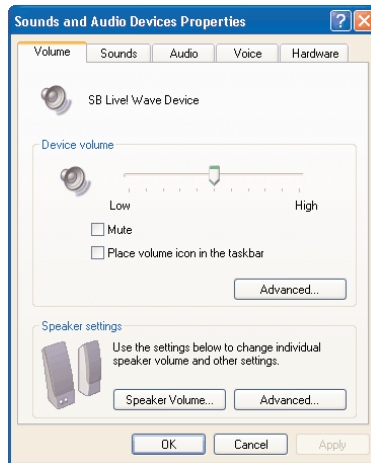 Sounds and Audio Devices Properties
Volume Sounds Audio Voice Hardware
SB Live! Wave Device
Device volume
Low High
Mute
Place volume icon in the taskbar
Advanced...
Speaker settings
Use the settings below to change individual
speaker volume and other settings.
Speaker Volume... Advanced...
OK Cancel Apply